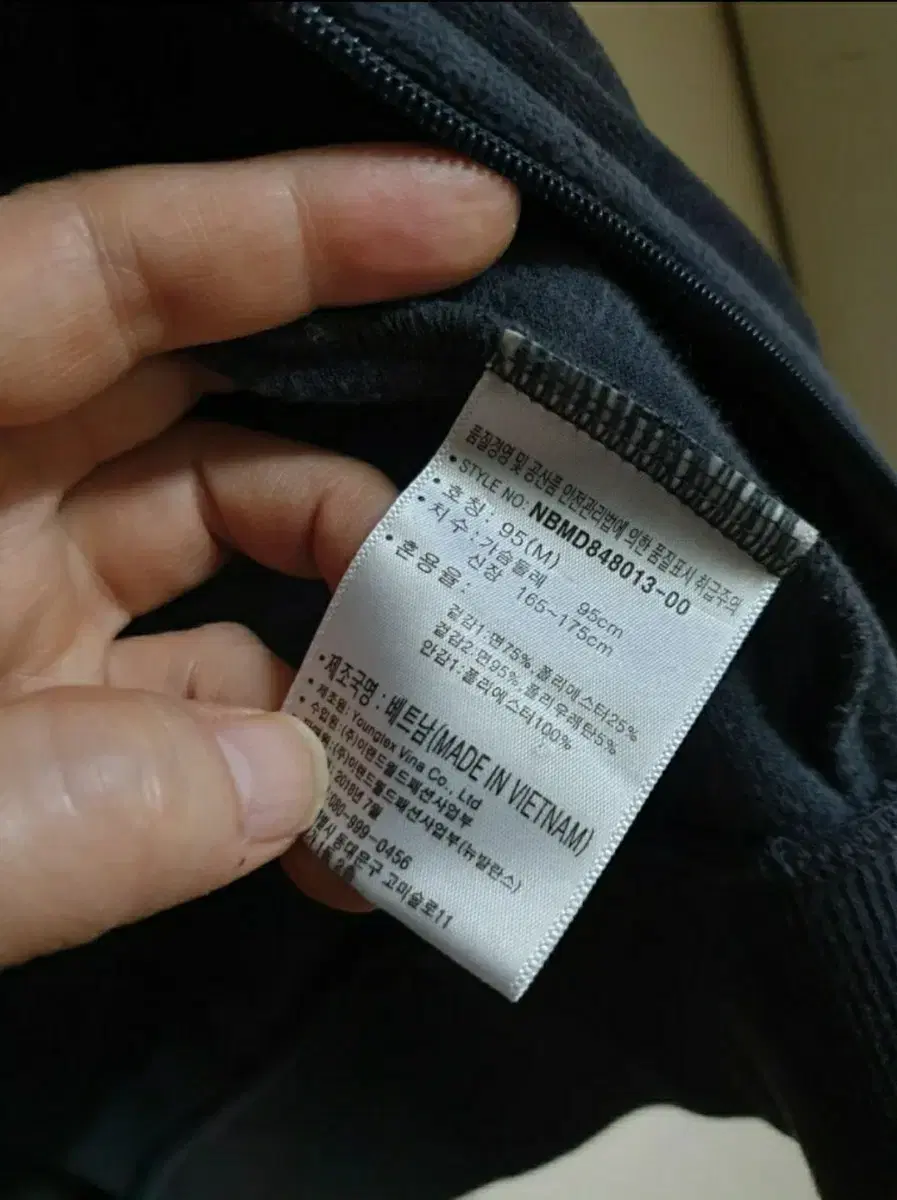 품질경영 및 공산품 안전관리법에 의한 품질표시 취급주의
• STYLE NO: NBMD848013-00
• 호칭: 95(M)
• 치수: 가슴둘레 95cm
신장 165~175cm
• 혼용율:
겉감1:면75%,폴리에스터25%
겉감2:면95%,폴리우레탄5%
안감1:폴리에스터100%
• 제조국명: 베트남(MADE IN VIETNAM)
• 제조원: Youngtex Vina Co., Ltd
• 수입원:(주)이랜드월드패션사업부
(주)이랜드월드패션사업부(뉴발란스)
2018년 7월
080-999-0456
동대문구 고미술로11